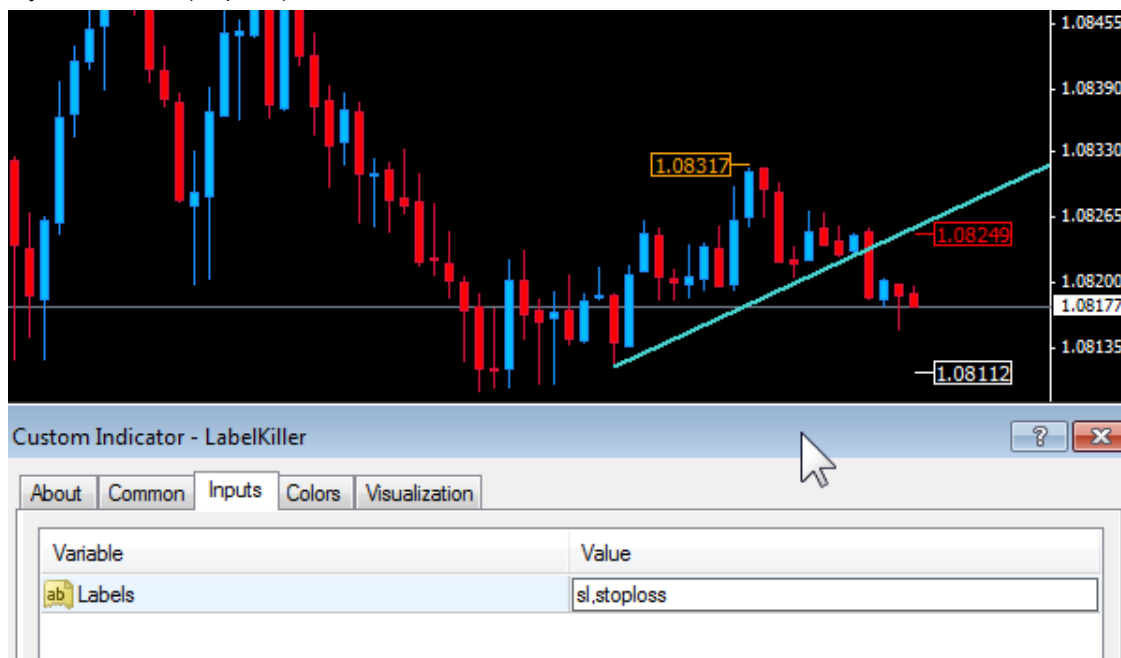 1.08455
1.08390
1.08330
1.08317
1.08265
1.08249
1.08200
1.08177
1.08135
1.08112
Custom Indicator - LabelKiller
?
About Common Inputs Colors Visualization
Variable Value
ab Labels sl,stoploss